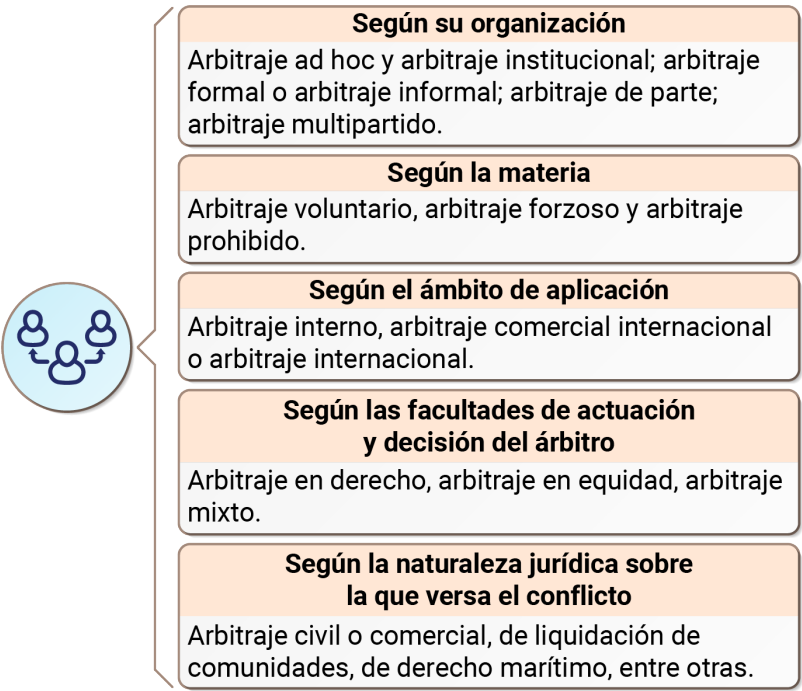 Según su organización
Arbitraje ad hoc y arbitraje institucional; arbitraje
formal o arbitraje informal; arbitraje de parte;
arbitraje multipartido.
Según la materia
Arbitraje voluntario, arbitraje forzoso y arbitraje
prohibido.
Según el ámbito de aplicación
Arbitraje interno, arbitraje comercial internacional
o arbitraje internacional.
Según las facultades de actuación
y decisión del árbitro
Arbitraje en derecho, arbitraje en equidad, arbitraje
mixto.
Según la naturaleza jurídica sobre
la que versa el conflicto
Arbitraje civil o comercial, de liquidación de
comunidades, de derecho marítimo, entre otras.